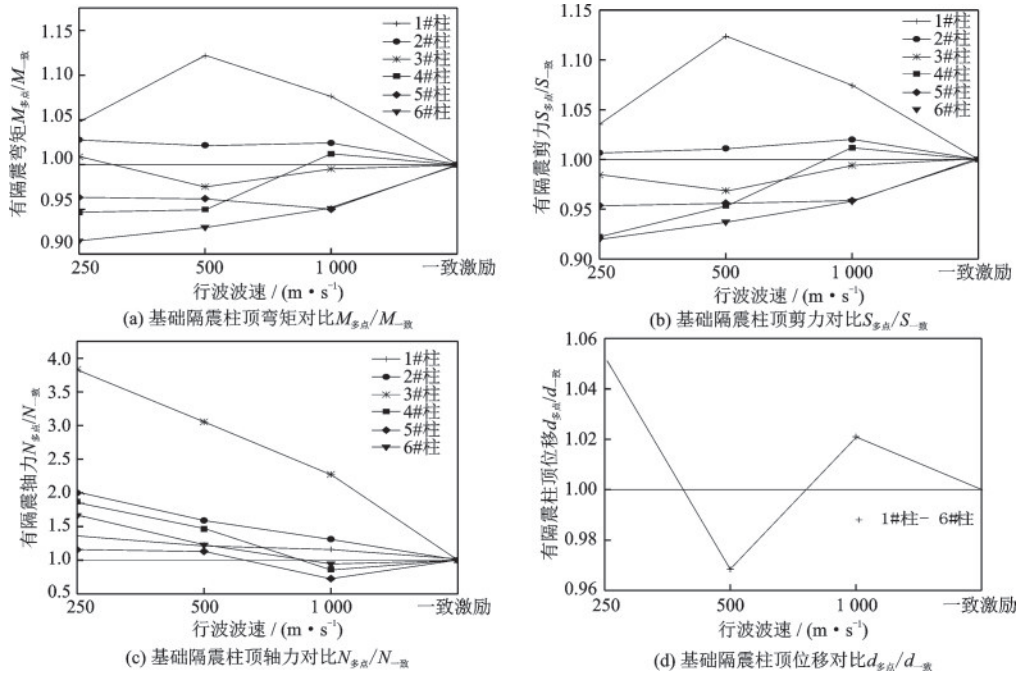 有隔震弯矩M多点/M一致
1.15
1.10
1.05
1.00
0.95
0.90
1#柱
2#柱
3#柱
4#柱
5#柱
6#柱
250
500
1 000
一致激励
行波波速 / (m·s⁻¹)
(a) 基础隔震柱顶弯矩对比M多点/M一致
有隔震剪力S多点/S一致
1.15
1.10
1.05
1.00
0.95
0.90
1#柱
2#柱
3#柱
4#柱
5#柱
6#柱
250
500
1 000
一致激励
行波波速 / (m·s⁻¹)
(b) 基础隔震柱顶剪力对比S多点/S一致
有隔震轴力N多点/N一致
4.0
3.5
3.0
2.5
2.0
1.5
1.0
0.5
1#柱
2#柱
3#柱
4#柱
5#柱
6#柱
250
500
1 000
一致激励
行波波速 / (m·s⁻¹)
(c) 基础隔震柱顶轴力对比N多点/N一致
有隔震柱顶位移d多点/d一致
1.06
1.04
1.02
1.00
0.98
0.96
1#柱- 6#柱
250
500
1 000
一致激励
行波波速 / (m·s⁻¹)
(d) 基础隔震柱顶位移对比d多点/d一致